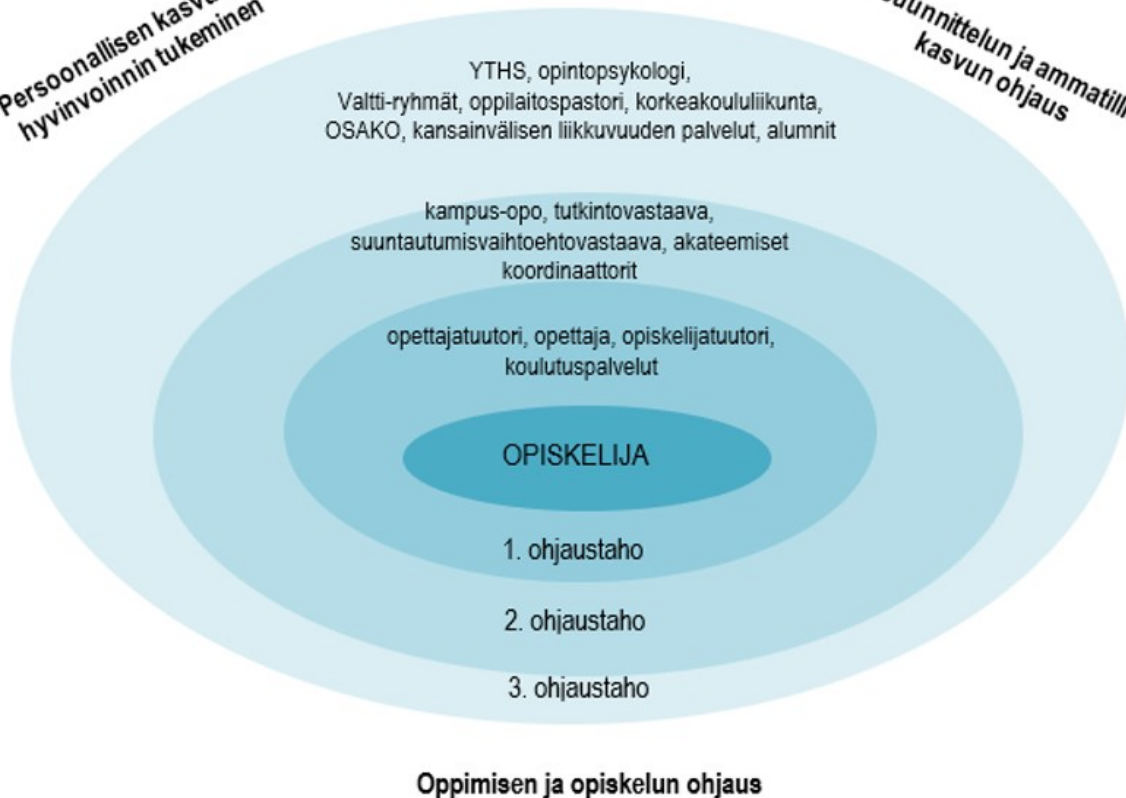 Persoonallisen kasvu
hyvinvoinnin tukeminen
suunnittelun ja ammatilli
kasvun ohjaus
YTHS, opintopsykologi,
Valtti-ryhmät, oppilaitospastori, korkeakoululiikunta,
OSAKO, kansainvälisen liikkuvuuden palvelut, alumnit
kampus-opo, tutkintovastaava,
suuntautumisvaihtoehtovastaava, akateemiset
koordinaattorit
opettajatuutori, opettaja, opiskelijatuutori,
koulutuspalvelut
OPISKELIJA
1. ohjaustaho
2. ohjaustaho
3. ohjaustaho
Oppimisen ja opiskelun ohjaus